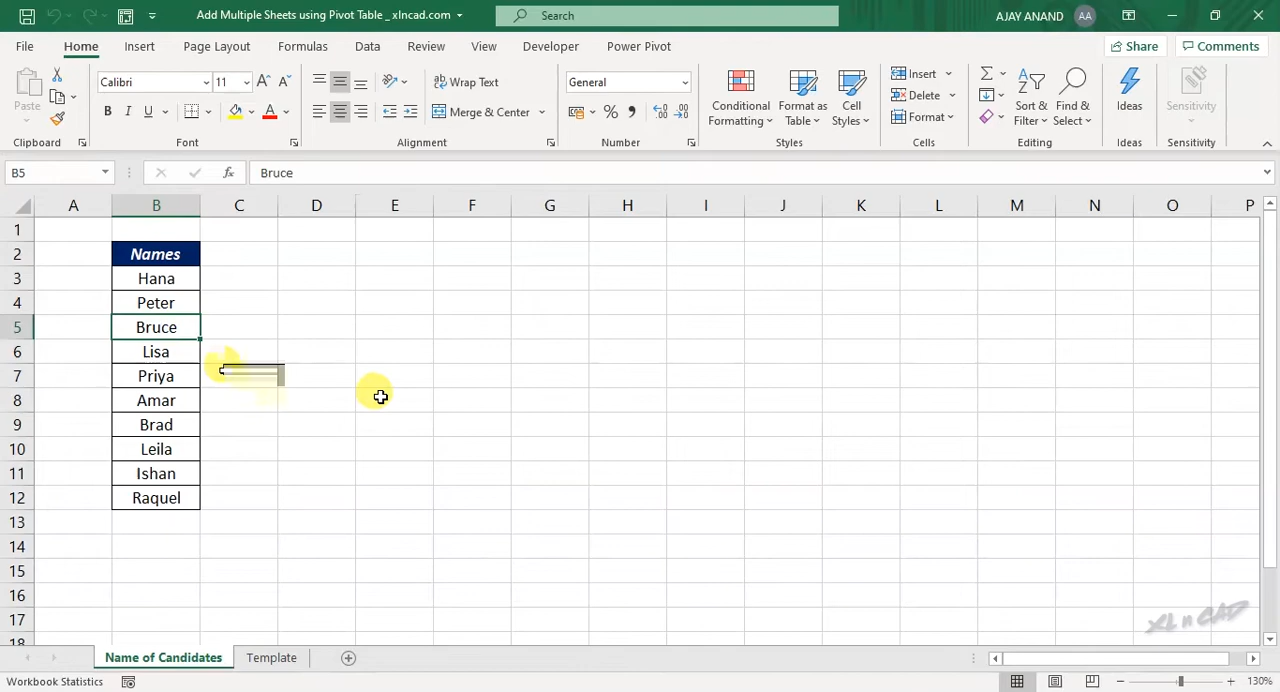 Add Multiple Sheets using Pivot Table _ xlncad.com
Search
AJAY ANAND AA
File Home Insert Page Layout Formulas Data Review View Developer Power Pivot Share Comments
Paste
Calibri 11 A A
B I U A
Wrap Text
Merge & Center
General
%
Conditional Formatting
Format as Table
Cell Styles
Insert
Delete
Format
Sort & Filter
Find & Select
Ideas
Sensitivity
Clipboard Font Alignment Number Styles Cells Editing Ideas Sensitivity
B5 fx Bruce
A B C D E F G H I J K L M N O P
1
2 Names
3 Hana
4 Peter
5 Bruce
6 Lisa
7 Priya
8 Amar
9 Brad
10 Leila
11 Ishan
12 Raquel
13
14
15
16
17
18
XL n CAD
Name of Candidates Template
Workbook Statistics 130%